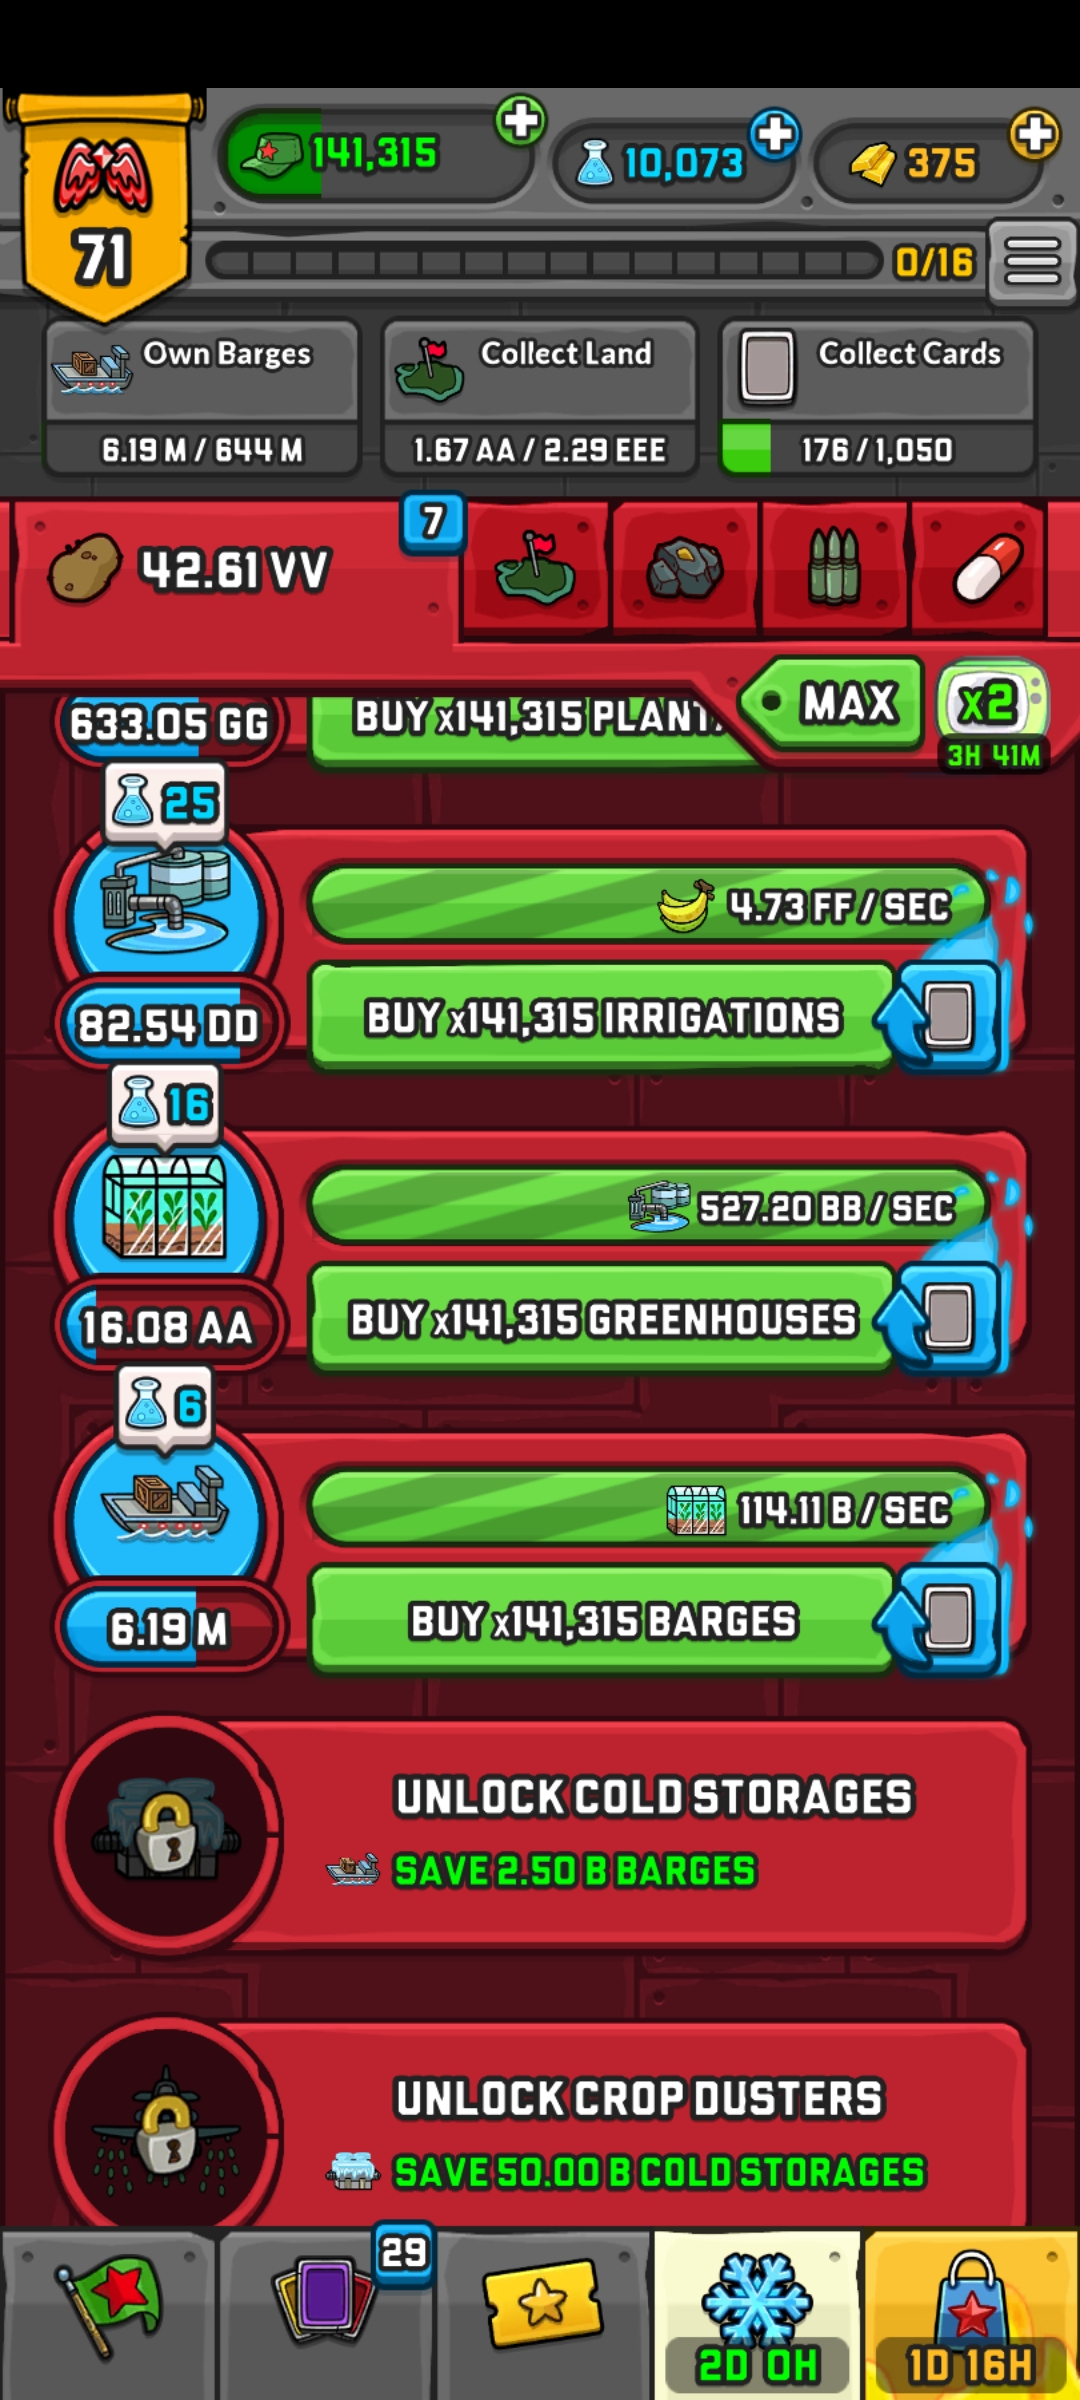 141,315
10,073
375
71
0/16
Own Barges
6.19 M / 644 M
Collect Land
1.67 AA / 2.29 EEE
Collect Cards
176 / 1,050
42.61 VV
7
MAX
x2
3H 41M
633.05 GG
BUY x141,315
25
4.73 FF / SEC
82.54 DD
BUY x141,315 IRRIGATIONS
16
527.20 BB / SEC
16.08 AA
BUY x141,315 GREENHOUSES
6
114.11 B / SEC
6.19 M
BUY x141,315 BARGES
UNLOCK COLD STORAGES
SAVE 2.50 B BARGES
UNLOCK CROP DUSTERS
SAVE 50.00 B COLD STORAGES
29
2D 0H
1D 16H